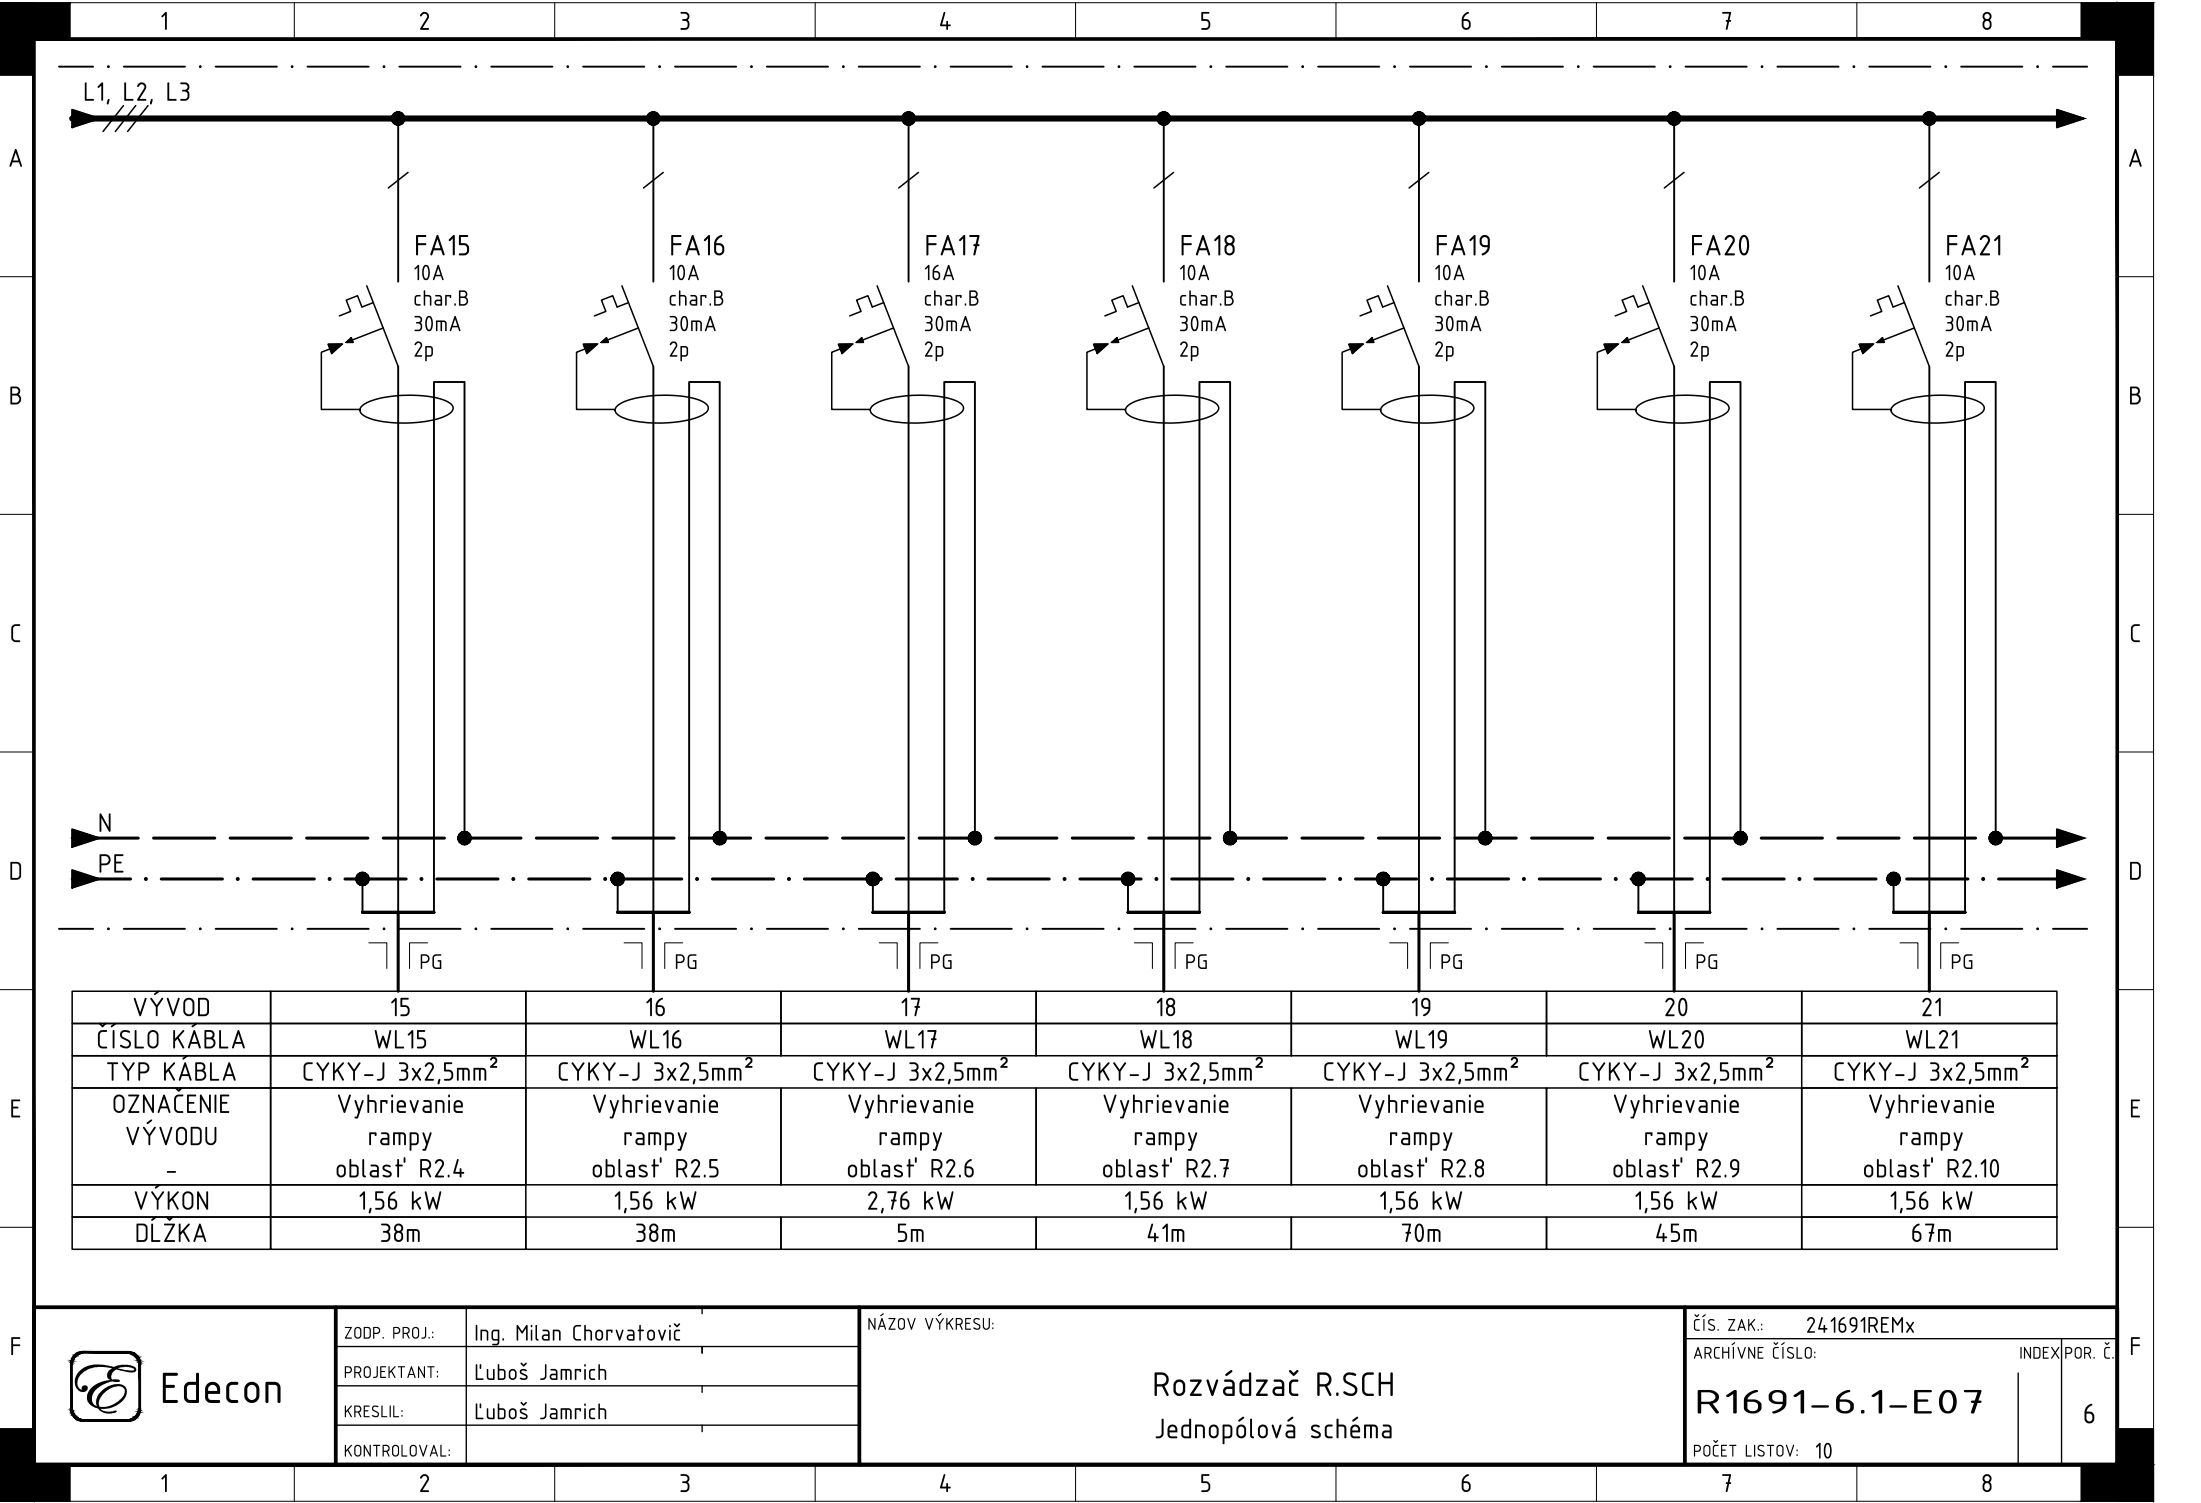 1 2 3 4 5 6 7 8
L1, L2, L3
A A
FA15 FA16 FA17 FA18 FA19 FA20 FA21
10A 10A 16A 10A 10A 10A 10A
char.B char.B char.B char.B char.B char.B char.B
30mA 30mA 30mA 30mA 30mA 30mA 30mA
2p 2p 2p 2p 2p 2p 2p
B B
C C
N
PE
D D
PG PG PG PG PG PG PG
VÝVOD 15 16 17 18 19 20 21
ČÍSLO KÁBLA WL15 WL16 WL17 WL18 WL19 WL20 WL21
TYP KÁBLA CYKY-J 3x2,5mm² CYKY-J 3x2,5mm² CYKY-J 3x2,5mm² CYKY-J 3x2,5mm² CYKY-J 3x2,5mm² CYKY-J 3x2,5mm² CYKY-J 3x2,5mm²
E OZNAČENIE Vyhrievanie Vyhrievanie Vyhrievanie Vyhrievanie Vyhrievanie Vyhrievanie Vyhrievanie E
VÝVODU rampy rampy rampy rampy rampy rampy rampy
- oblasť R2.4 oblasť R2.5 oblasť R2.6 oblasť R2.7 oblasť R2.8 oblasť R2.9 oblasť R2.10
VÝKON 1,56 kW 1,56 kW 2,76 kW 1,56 kW 1,56 kW 1,56 kW 1,56 kW
DĹŽKA 38m 38m 5m 41m 70m 45m 67m
F F
Edecon
ZODP. PROJ.: Ing. Milan Chorvatovič
PROJEKTANT: Ľuboš Jamrich
KRESLIL: Ľuboš Jamrich
KONTROLOVAL:
NÁZOV VÝKRESU:
Rozvádzač R.SCH
Jednopólová schéma
ČÍS. ZAK.: 241691REMx
ARCHÍVNE ČÍSLO: INDEX POR. Č.
R1691-6.1-E07
6
POČET LISTOV: 10
1 2 3 4 5 6 7 8